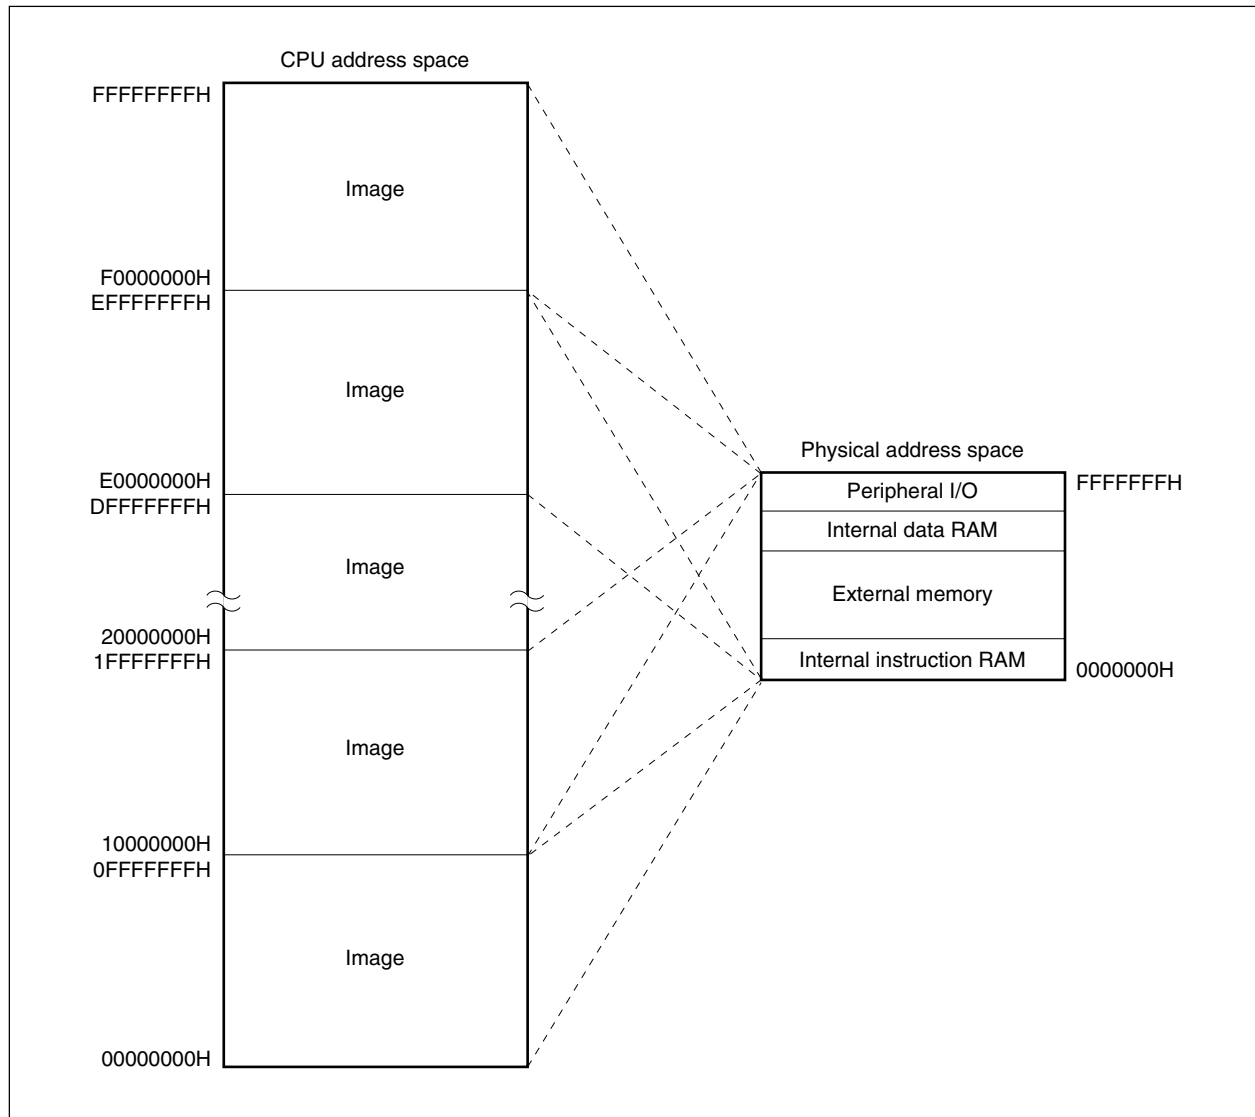 CPU address space
FFFFFFFFH
Image
F0000000H
EFFFFFFFH
Image
E0000000H
DFFFFFFFH
Image
20000000H
1FFFFFFFH
Image
10000000H
0FFFFFFFH
Image
00000000H
Physical address space
Peripheral I/O
FFFFFFFH
Internal data RAM
External memory
Internal instruction RAM
0000000H